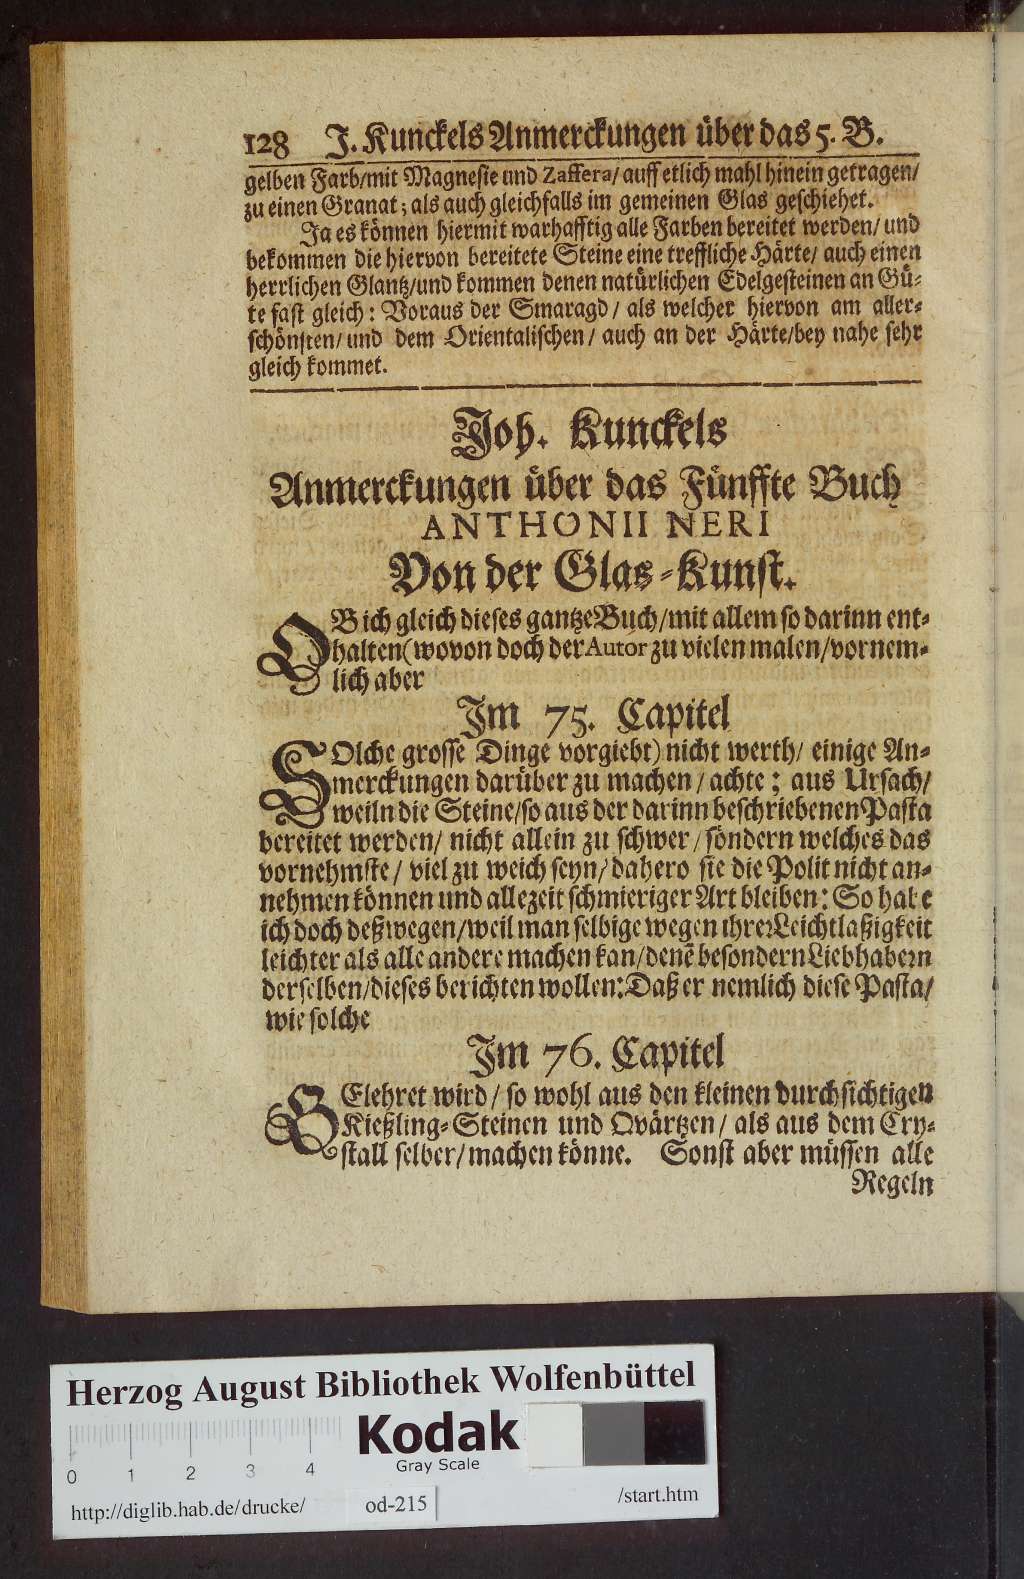 128 J. Kunckels Anmerckungen über das 5. B.
gelben Farb/mit Magnesie und Zaffera/ auff etlich mahl hinein getragen/
zu einen Granat; als auch gleichfalls im gemeinen Glas geschiehet.
Ja es können hiermit warhafftig alle Farben bereitet werden/ und
bekommen die hiervon bereitete Steine eine treffliche Härte/ auch einen
herrlichen Glantz/und kommen denen natürlichen Edelgesteinen an Gü-
te fast gleich: Voraus der Smaragd/ als welcher hiervon am aller-
schönsten/ und dem Orientalischen/ auch an der Härte/bey nahe sehr
gleich kommet.
Joh. Kunckels
Anmerckungen über das Fünffte Buch
ANTHONII NERI
Von der Glas-Kunst.
OB ich gleich dieses gantze Buch/mit allem so darinn ent-
halten (wovon doch der Autor zu vielen malen/vornem-
lich aber
Im 75. Capitel
SOlche grosse Dinge vorgiebt) nicht werth/ einige An-
merckungen darüber zu machen/ achte; aus Ursach/
weiln die Steine/so aus der darinn beschriebenen Pasta
bereitet werden/ nicht allein zu schwer/ sondern welches das
vornehmste/ viel zu weich seyn/ dahero sie die Polit nicht an-
nehmen können und allezeit schmieriger Art bleiben: So habe
ich doch deßwegen/weil man selbige wegen ihrer Leichtlaßigkeit
leichter als alle andere machen kan/denẽ besondern Liebhabern
derselben/dieses berichten wollen: Daß er nemlich diese Pasta/
wie solche
Im 76. Capitel
GElehret wird/ so wohl aus den kleinen durchsichtigen
Kießling-Steinen und Qvärtzen/ als aus dem Cry-
stall selber/machen könne. Sonst aber müssen alle
Regeln
Herzog August Bibliothek Wolfenbüttel
Kodak
Gray Scale
0 1 2 3 4
http://diglib.hab.de/drucke/ od-215 /start.htm